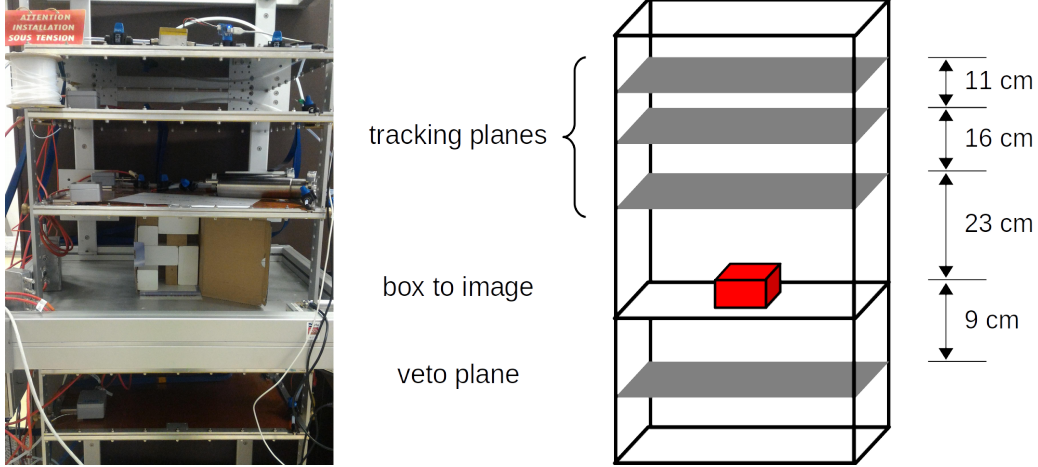 ATTENTION
INSTALLATION
SOUS TENSION
tracking planes
box to image
veto plane
11 cm
16 cm
23 cm
9 cm